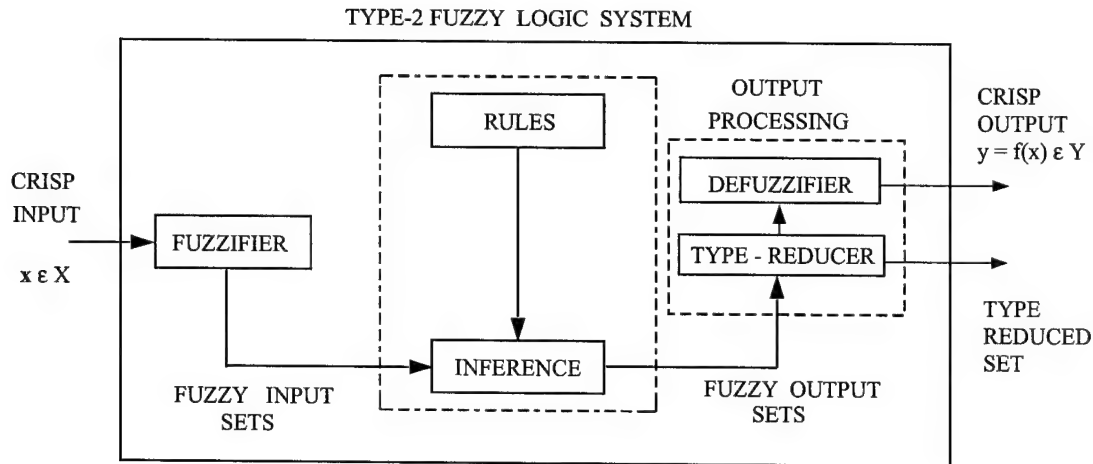 TYPE-2 FUZZY LOGIC SYSTEM
CRISP
INPUT
x ε X
FUZZIFIER
FUZZY INPUT
SETS
RULES
INFERENCE
OUTPUT
PROCESSING
DEFUZZIFIER
TYPE - REDUCER
FUZZY OUTPUT
SETS
CRISP
OUTPUT
y = f(x) ε Y
TYPE
REDUCED
SET